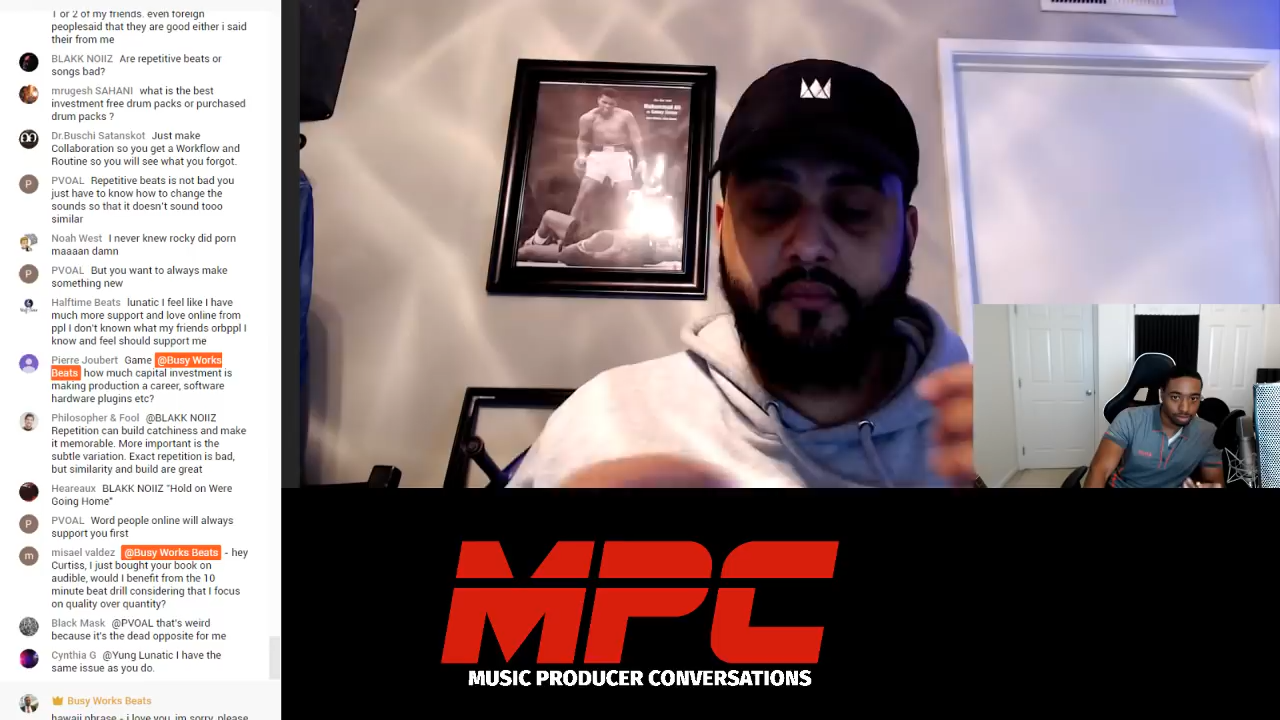 1 or 2 of my friends. even foreign
peoplesaid that they are good either i said
their from me
BLAKK NOIIZ Are repetitive beats or
songs bad?
mrugesh SAHANI what is the best
investment free drum packs or purchased
drum packs ?
Dr.Buschi Satanskot Just make
Collaboration so you get a Workflow and
Routine so you will see what you forgot.
P
PVOAL Repetitive beats is not bad you
just have to know how to change the
sounds so that it doesn't sound tooo
similar
Noah West I never knew rocky did porn
maaaan damn
P
PVOAL But you want to always make
something new
Halftime Beats lunatic I feel like I have
much more support and love online from
ppl I don't known what my friends orbppl I
know and feel should support me
Pierre Joubert Game @Busy Works
Beats how much capital investment is
making production a career, software
hardware plugins etc?
Philosopher & Fool @BLAKK NOIIZ
Repetition can build catchiness and make
it memorable. More important is the
subtle variation. Exact repetition is bad,
but similarity and build are great
Heareaux BLAKK NOIIZ "Hold on Were
Going Home"
P
PVOAL Word people online will always
support you first
m
misael valdez @Busy Works Beats - hey
Curtiss, I just bought your book on
audible, would I benefit from the 10
minute beat drill considering that I focus
on quality over quantity?
Black Mask @PVOAL that's weird
because it's the dead opposite for me
Cynthia G @Yung Lunatic I have the
same issue as you do.
Busy Works Beats
hawaii phrase - i love you, im sorry, please
Muhammad Ali
MPC
MUSIC PRODUCER CONVERSATIONS